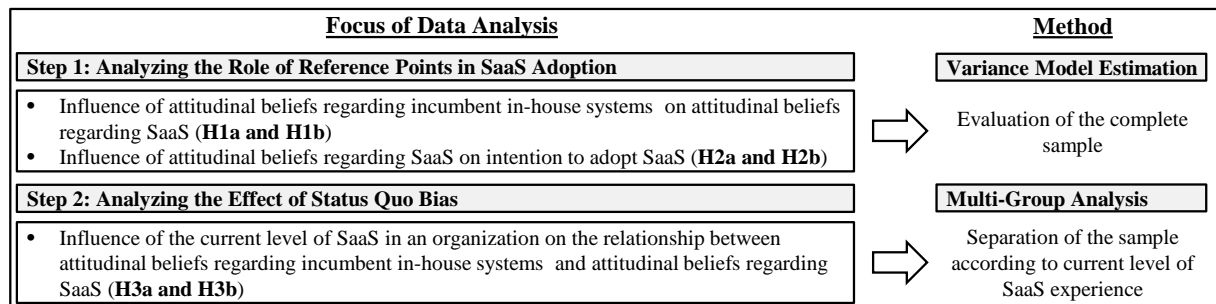 Focus of Data Analysis
Method
Step 1: Analyzing the Role of Reference Points in SaaS Adoption
Variance Model Estimation
• Influence of attitudinal beliefs regarding incumbent in-house systems on attitudinal beliefs
regarding SaaS (H1a and H1b)
• Influence of attitudinal beliefs regarding SaaS on intention to adopt SaaS (H2a and H2b)
Evaluation of the complete
sample
Step 2: Analyzing the Effect of Status Quo Bias
Multi-Group Analysis
• Influence of the current level of SaaS in an organization on the relationship between
attitudinal beliefs regarding incumbent in-house systems and attitudinal beliefs regarding
SaaS (H3a and H3b)
Separation of the sample
according to current level of
SaaS experience